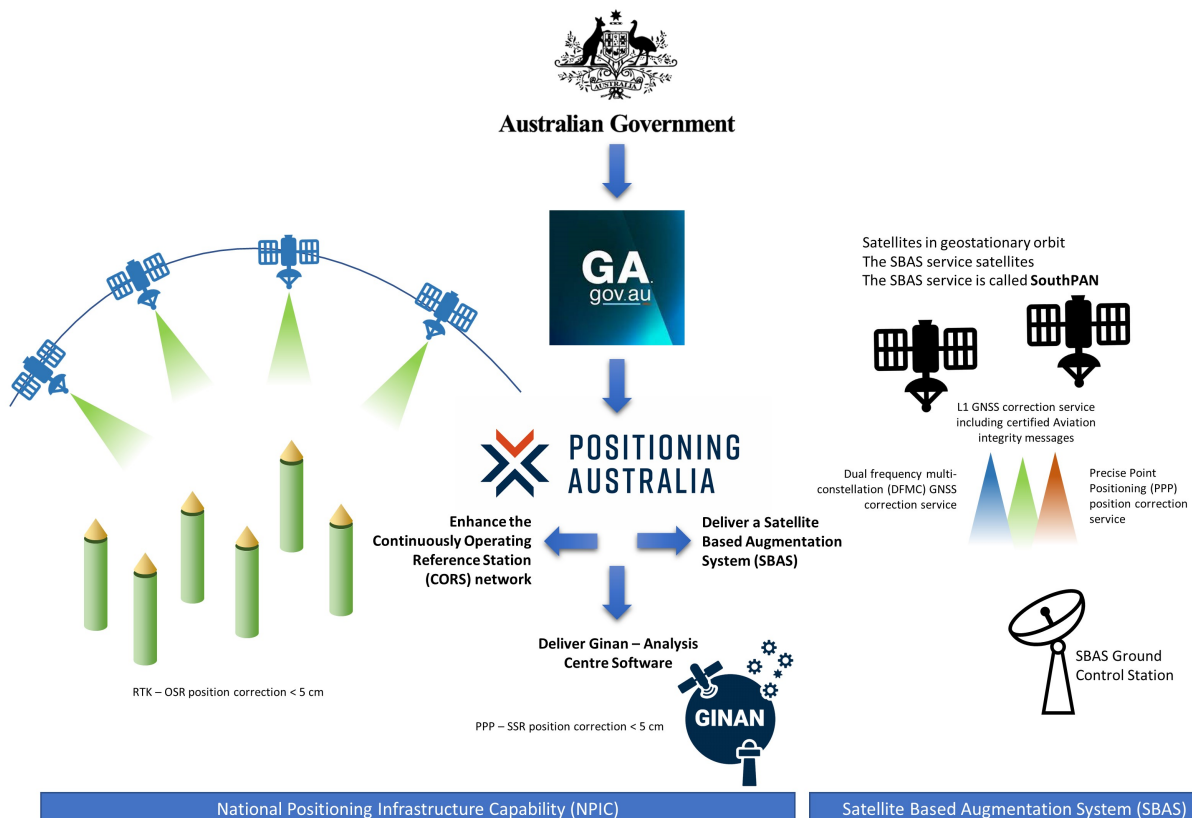 AUSTRALIA
Australian Government
GA
gov.au
Satellites in geostationary orbit
The SBAS service satellites
The SBAS service is called SouthPAN
L1 GNSS correction service
including certified Aviation
integrity messages
Dual frequency multi-
constellation (DFMC) GNSS
correction service
Precise Point
Positioning (PPP)
position correction
service
POSITIONING
AUSTRALIA
Enhance the
Continuously Operating
Reference Station
(CORS) network
Deliver a Satellite
Based Augmentation
System (SBAS)
Deliver Ginan – Analysis
Centre Software
SBAS Ground
Control Station
RTK – OSR position correction < 5 cm
PPP – SSR position correction < 5 cm
GINAN
National Positioning Infrastructure Capability (NPIC)
Satellite Based Augmentation System (SBAS)